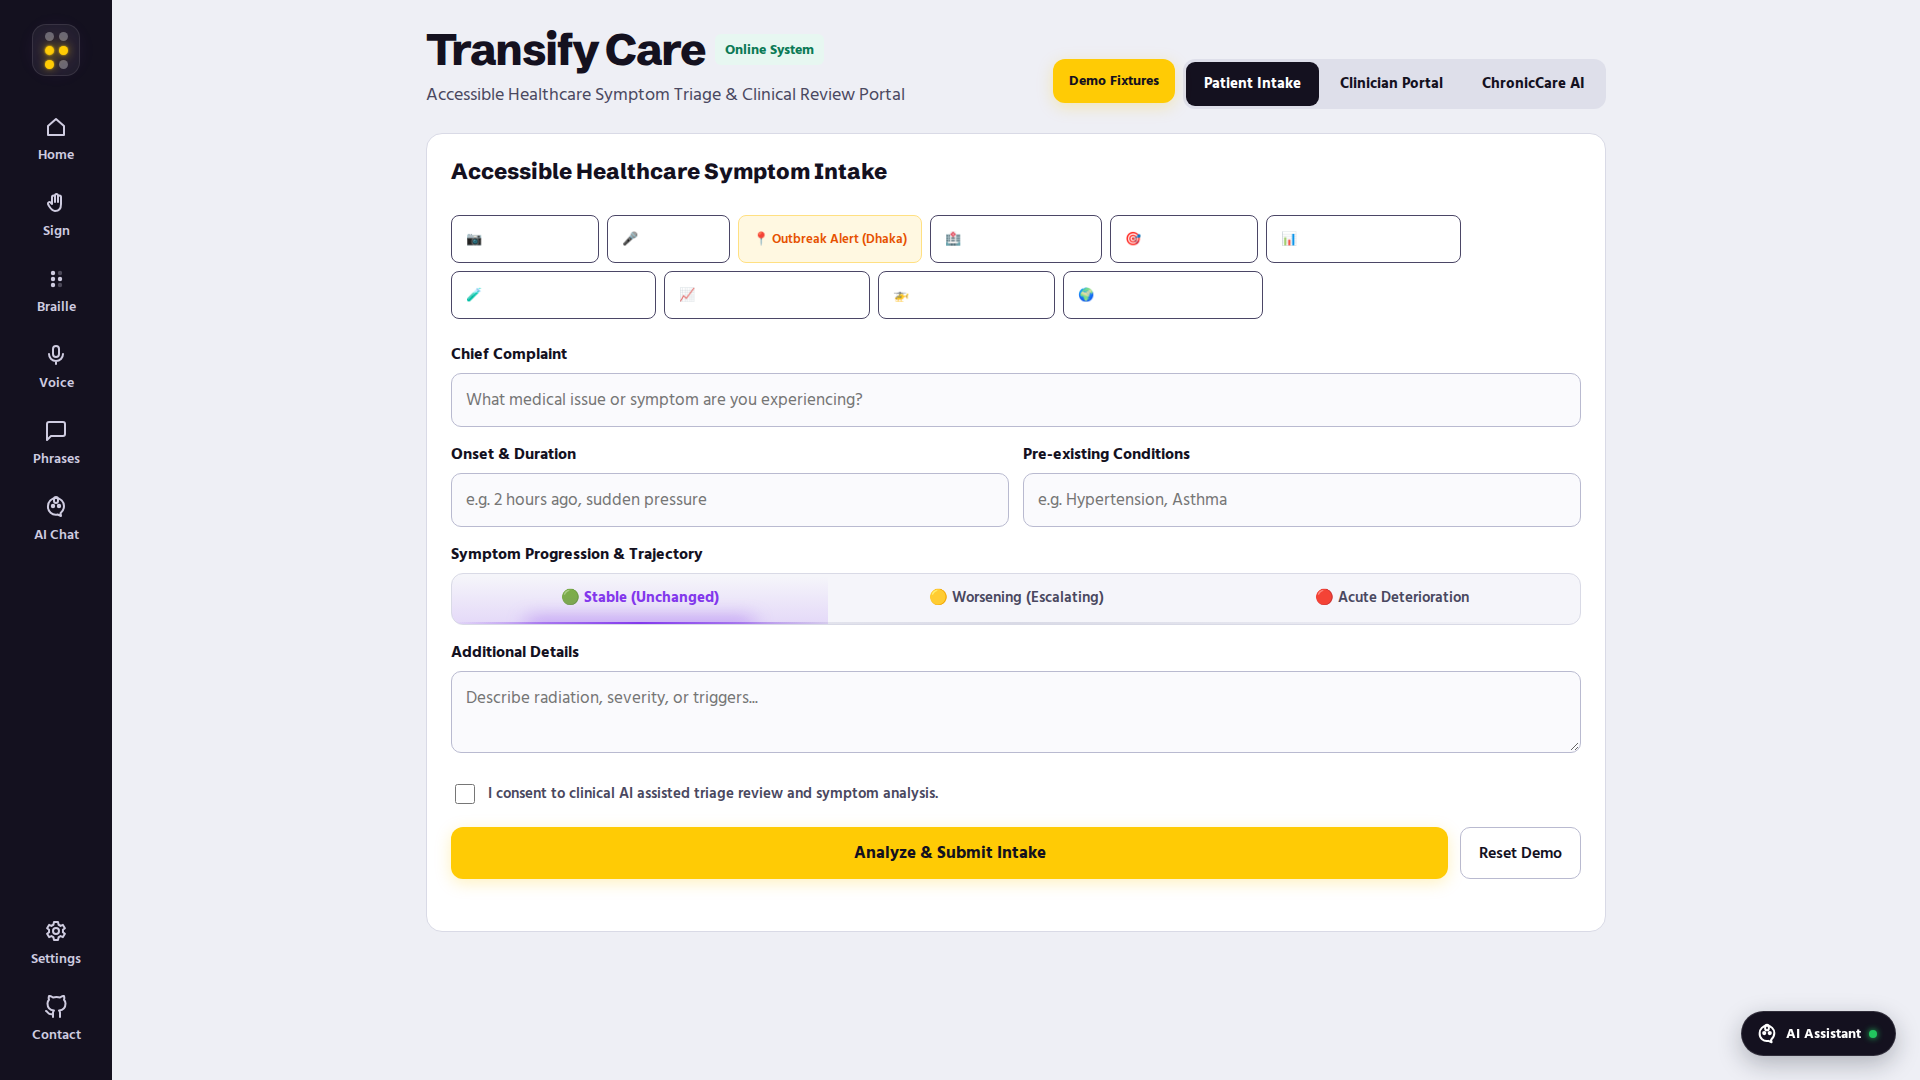 Home
Sign
Braille
Voice
Phrases
AI Chat
Settings
Contact
Transify Care
Online System
Accessible Healthcare Symptom Triage & Clinical Review Portal
Demo Fixtures
Patient Intake
Clinician Portal
ChronicCare AI
Accessible Healthcare Symptom Intake
📷
🎤
📍 Outbreak Alert (Dhaka)
🏥
🎯
📊
🧪
📈
🚁
🌍
Chief Complaint
What medical issue or symptom are you experiencing?
Onset & Duration
Pre-existing Conditions
e.g. 2 hours ago, sudden pressure
e.g. Hypertension, Asthma
Symptom Progression & Trajectory
🟢 Stable (Unchanged)
🟡 Worsening (Escalating)
🔴 Acute Deterioration
Additional Details
Describe radiation, severity, or triggers...
I consent to clinical AI assisted triage review and symptom analysis.
Analyze & Submit Intake
Reset Demo
AI Assistant